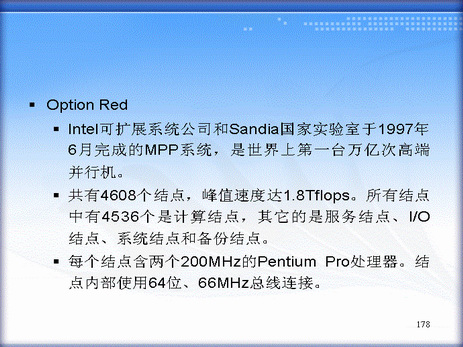 Option Red
Intel可扩展系统公司和Sandia国家实验室于1997年
6月完成的MPP系统，是世界上第一台万亿次高端
并行机。
共有4608个结点，峰值速度达1.8Tflops。所有结点
中有4536个是计算结点，其它的是服务结点、I/O
结点、系统结点和备份结点。
每个结点含两个200MHz的Pentium Pro处理器。结
点内部使用64位、66MHz总线连接。
178